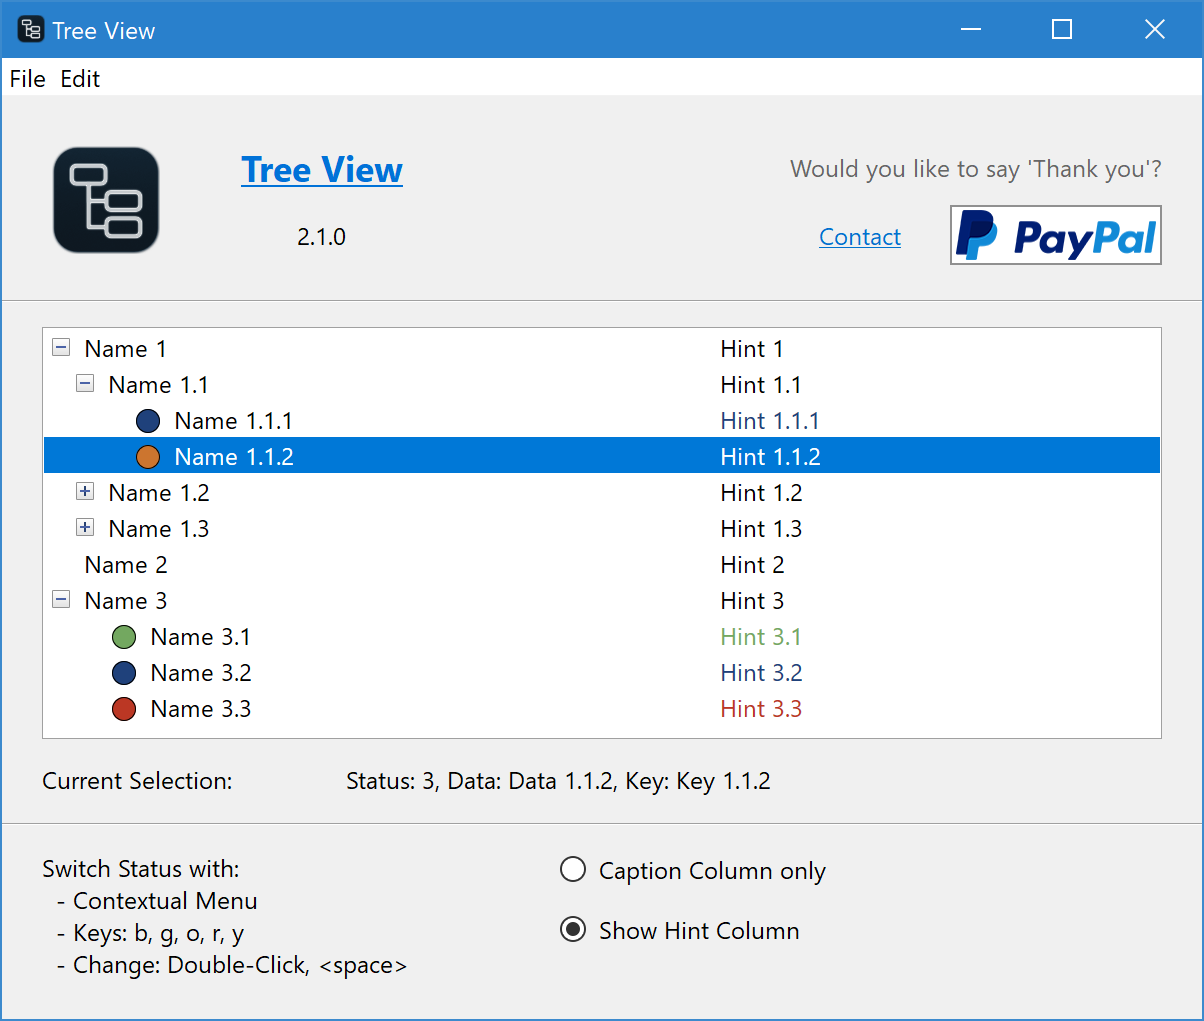 Tree View
File Edit
Tree View
Would you like to say 'Thank you'?
2.1.0
Contact
PayPal
Name 1 Hint 1
Name 1.1 Hint 1.1
Name 1.1.1 Hint 1.1.1
Name 1.1.2 Hint 1.1.2
Name 1.2 Hint 1.2
Name 1.3 Hint 1.3
Name 2 Hint 2
Name 3 Hint 3
Name 3.1 Hint 3.1
Name 3.2 Hint 3.2
Name 3.3 Hint 3.3
Current Selection: Status: 3, Data: Data 1.1.2, Key: Key 1.1.2
Switch Status with:
- Contextual Menu
- Keys: b, g, o, r, y
- Change: Double-Click, <space>
Caption Column only
Show Hint Column